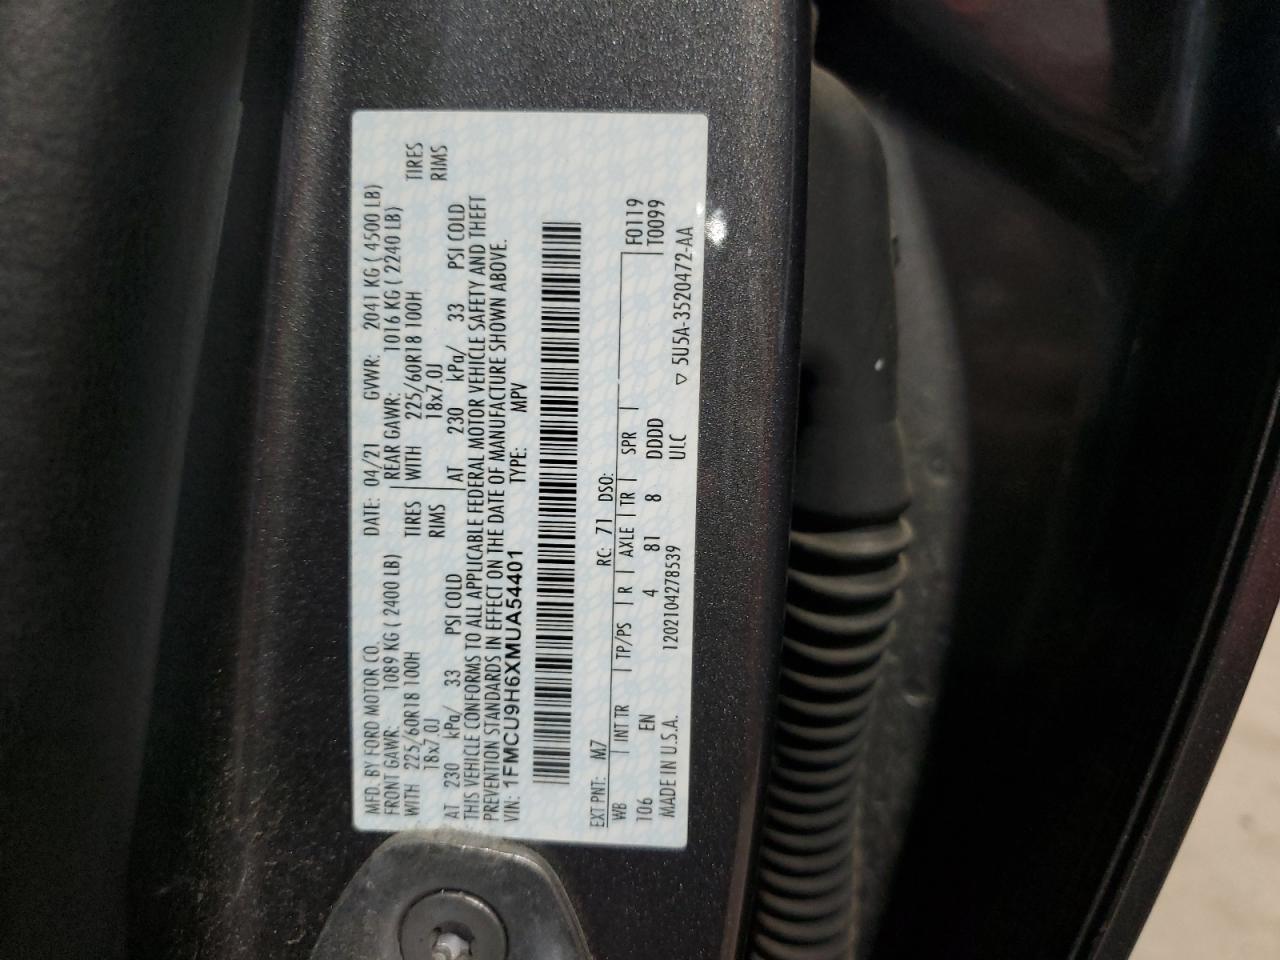 MFD. BY FORD MOTOR CO. DATE: 04/21 GVWR: 2041 KG ( 4500 LB)
FRONT GAWR: 1089 KG ( 2400 LB) REAR GAWR: 1016 KG ( 2240 LB)
WITH 225/60R18 100H TIRES WITH 225/60R18 100H TIRES
18x7.0J RIMS 18x7.0J RIMS
AT 230 kPa/ 33 PSI COLD AT 230 kPa/ 33 PSI COLD
THIS VEHICLE CONFORMS TO ALL APPLICABLE FEDERAL MOTOR VEHICLE SAFETY AND THEFT
PREVENTION STANDARDS IN EFFECT ON THE DATE OF MANUFACTURE SHOWN ABOVE.
VIN: 1FMCU9H6XMUA54401 TYPE: MPV
EXT PNT: M7 RC: 71 DSO:
WB INT TR TP/PS R AXLE TR SPR F0119
106 EN 4 81 8 DDDD T0099
MADE IN U.S.A. 1202104278539 ULC ▽ 5U5A-3520472-AA